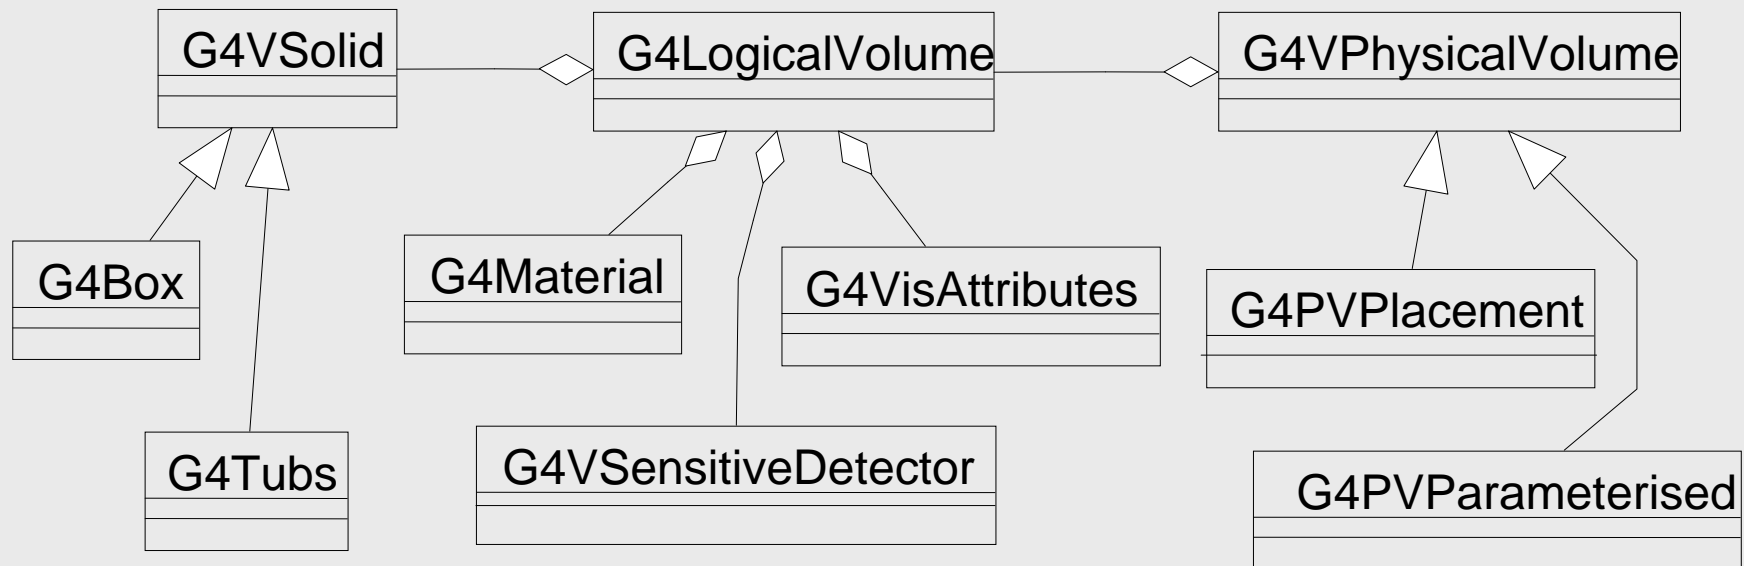 G4VSolid
G4LogicalVolume
G4VPhysicalVolume
G4Box
G4Material
G4VisAttributes
G4PVPlacement
G4Tubs
G4VSensitiveDetector
G4PVParameterised